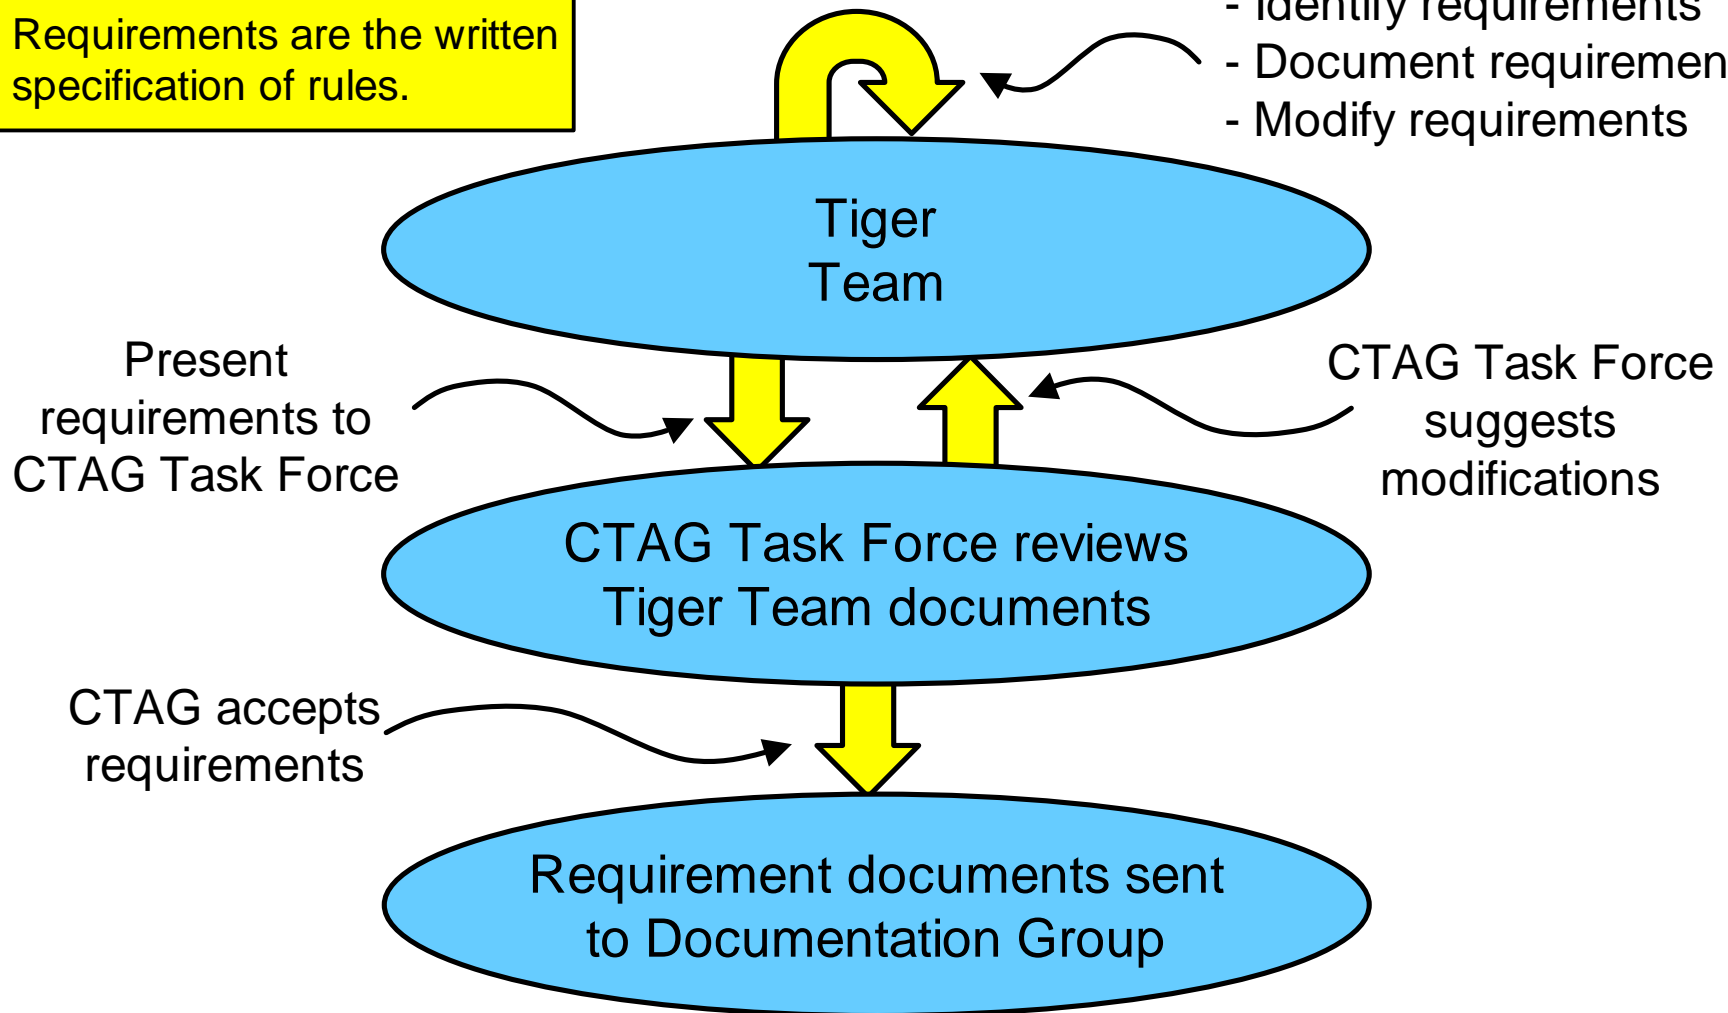 Requirements are the written
specification of rules.
- Identify requirements
- Document requiremen
- Modify requirements
Tiger
Team
Present
requirements to
CTAG Task Force
CTAG Task Force
suggests
modifications
CTAG Task Force reviews
Tiger Team documents
CTAG accepts
requirements
Requirement documents sent
to Documentation Group